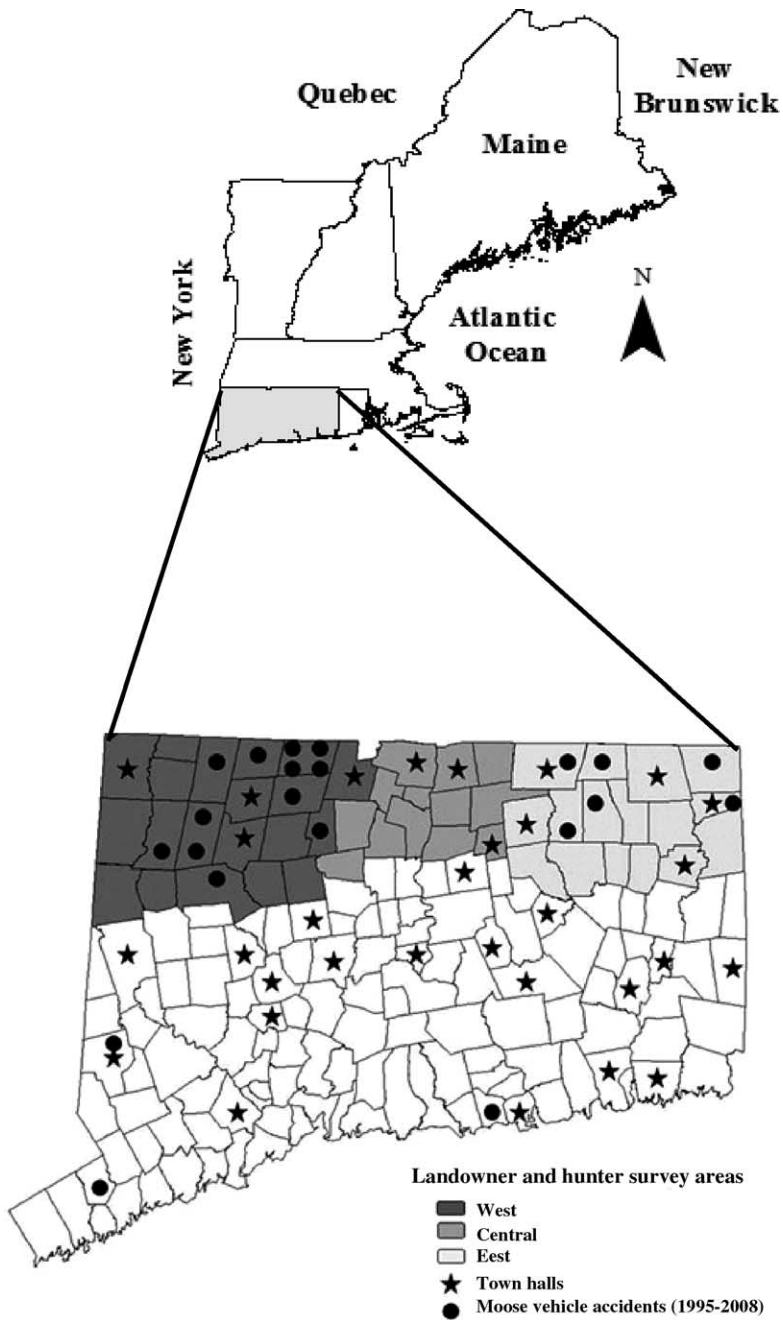 Quebec
New
Brunswick
Maine
New York
N
Atlantic
Ocean
Landowner and hunter survey areas
West
Central
Eest
Town halls
Moose vehicle accidents (1995-2008)